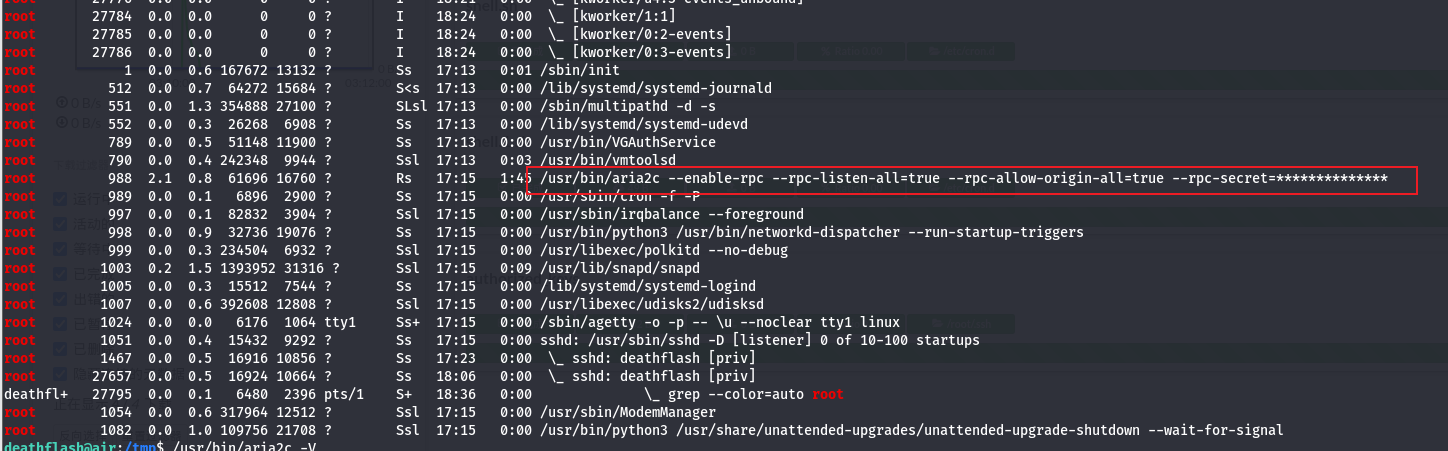 27784 0.0 0.0 0 0 ? I 18:24 0:00 \_ [kworker/1:1]
root 27785 0.0 0.0 0 0 ? I 18:24 0:00 \_ [kworker/0:2-events]
root 27786 0.0 0.0 0 0 ? I 18:24 0:00 \_ [kworker/0:3-events]
root 1 0.0 0.6 167672 13132 ? Ss 17:13 0:01 /sbin/init
root 512 0.0 0.7 64272 15684 ? S<s 17:13 0:00 /lib/systemd/systemd-journald
root 551 0.0 1.3 354888 27100 ? SLsl 17:13 0:00 /sbin/multipathd -d -s
root 552 0.0 0.3 26268 6908 ? Ss 17:13 0:00 /lib/systemd/systemd-udevd
root 789 0.0 0.5 51148 11900 ? Ss 17:13 0:00 /usr/bin/VGAuthService
root 790 0.0 0.4 242348 9944 ? Ssl 17:13 0:03 /usr/bin/vmtoolsd
root 988 2.1 0.8 61696 16760 ? Rs 17:15 1:45 /usr/bin/aria2c --enable-rpc --rpc-listen-all=true --rpc-allow-origin-all=true --rpc-secret=**************
root 989 0.0 0.1 6896 2900 ? Ss 17:15 0:00 /usr/sbin/cron -f -P
root 997 0.0 0.1 82832 3904 ? Ssl 17:15 0:00 /usr/sbin/irqbalance --foreground
root 998 0.0 0.9 32736 19076 ? Ss 17:15 0:00 /usr/bin/python3 /usr/bin/networkd-dispatcher --run-startup-triggers
root 999 0.0 0.3 234504 6932 ? Ssl 17:15 0:00 /usr/libexec/polkitd --no-debug
root 1003 0.2 1.5 1393952 31316 ? Ssl 17:15 0:09 /usr/lib/snapd/snapd
root 1005 0.0 0.3 15512 7544 ? Ss 17:15 0:00 /lib/systemd/systemd-logind
root 1007 0.0 0.6 392608 12808 ? Ssl 17:15 0:00 /usr/libexec/udisks2/udisksd
root 1024 0.0 0.0 6176 1064 tty1 Ss+ 17:15 0:00 /sbin/agetty -o -p -- \u --noclear tty1 linux
root 1051 0.0 0.4 15432 9292 ? Ss 17:15 0:00 sshd: /usr/sbin/sshd -D [listener] 0 of 10-100 startups
root 1467 0.0 0.5 16916 10856 ? Ss 17:23 0:00 \_ sshd: deathflash [priv]
root 27657 0.0 0.5 16924 10664 ? Ss 18:06 0:00 \_ sshd: deathflash [priv]
deathfl+ 27795 0.0 0.1 6480 2396 pts/1 S+ 18:36 0:00 \_ grep --color=auto root
root 1054 0.0 0.6 317964 12512 ? Ssl 17:15 0:00 /usr/sbin/ModemManager
root 1082 0.0 1.0 109756 21708 ? Ssl 17:15 0:00 /usr/bin/python3 /usr/share/unattended-upgrades/unattended-upgrade-shutdown --wait-for-signal
deathflash@air:/tmp$ /usr/bin/aria2c -V